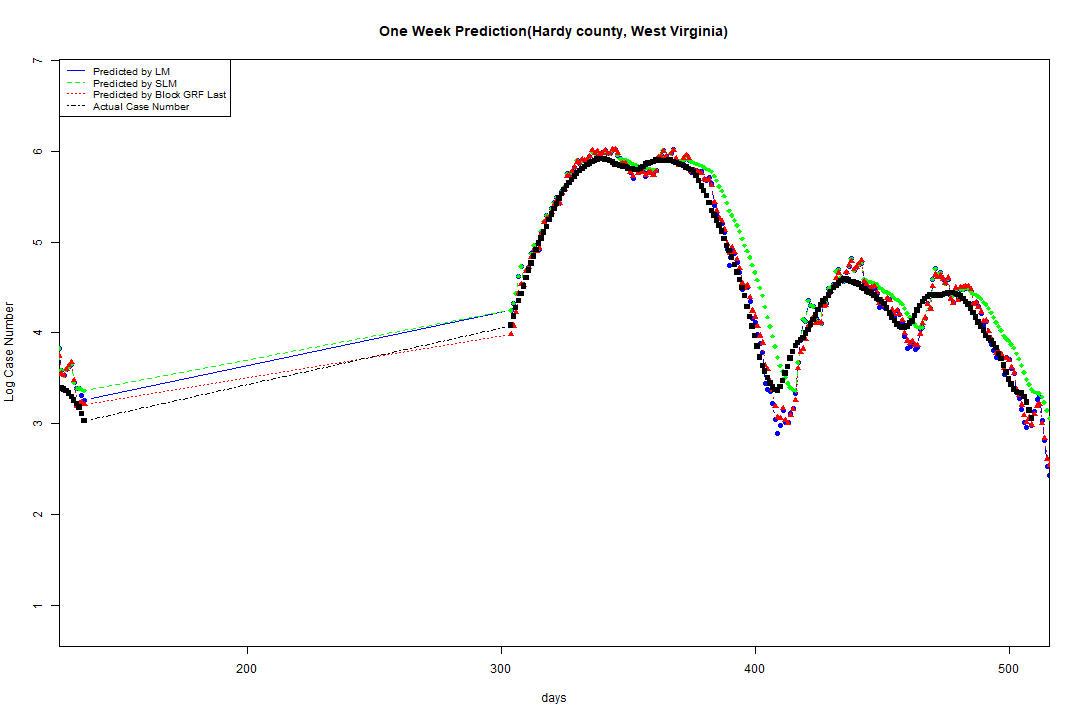 One Week Prediction(Hardy county, West Virginia)
Predicted by LM
Predicted by SLM
Predicted by Block GRF Last
Actual Case Number
Log Case Number
7
6
5
4
3
2
1
200 300 400 500
days